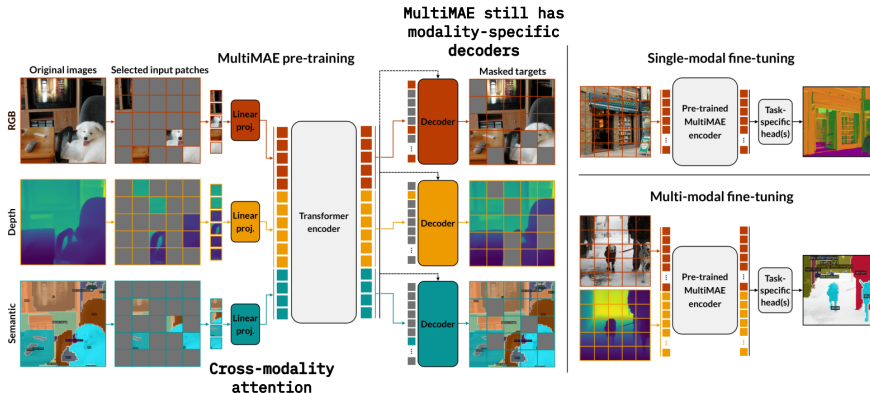 MultiMAE still has
modality-specific
decoders
MultiMAE pre-training
Original images
Selected input patches
Masked targets
RGB
Linear
proj.
Decoder
Depth
Linear
proj.
Transformer
encoder
Decoder
Semantic
Linear
proj.
Decoder
Cross-modality
attention
Single-modal fine-tuning
Pre-trained
MultiMAE
encoder
Task-
specific
head(s)
Multi-modal fine-tuning
Pre-trained
MultiMAE
encoder
Task-
specific
head(s)